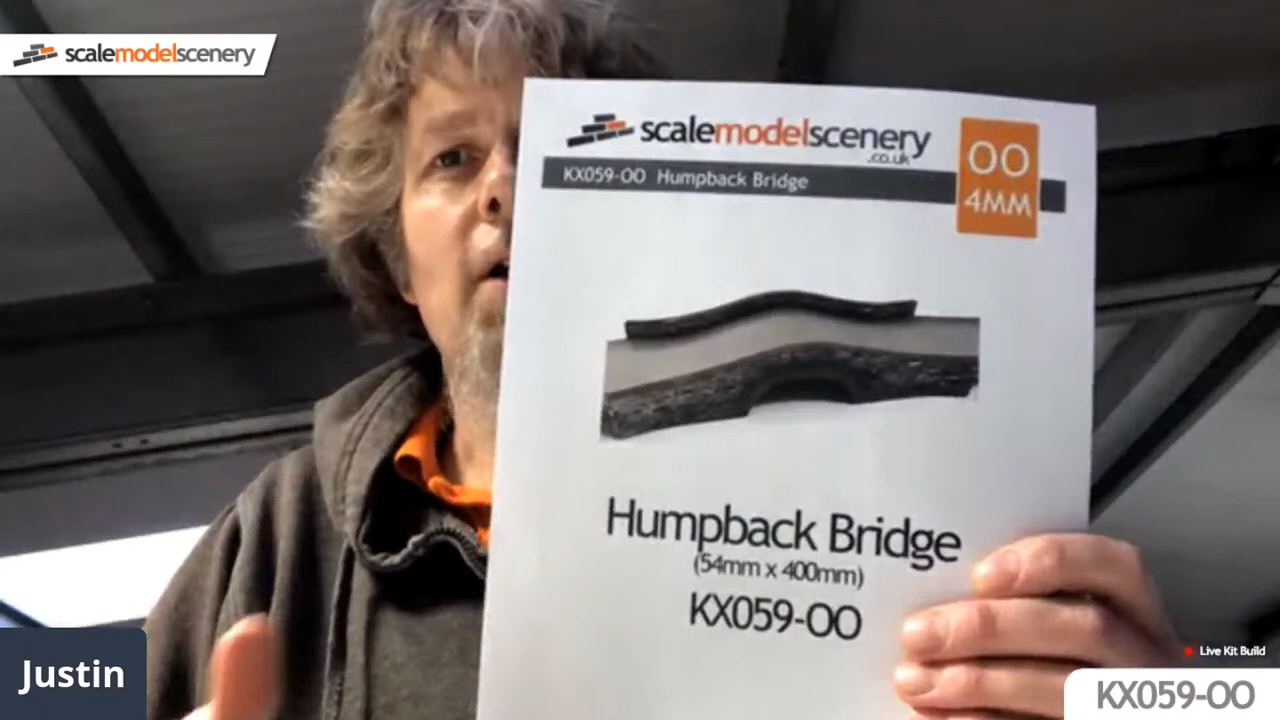 scalemodelscenery
scalemodelscenery
.co.uk
OO
4MM
KX059-OO Humpback Bridge
Humpback Bridge
(54mm x 400mm)
KX059-OO
Justin
Live Kit Build
KX059-OO